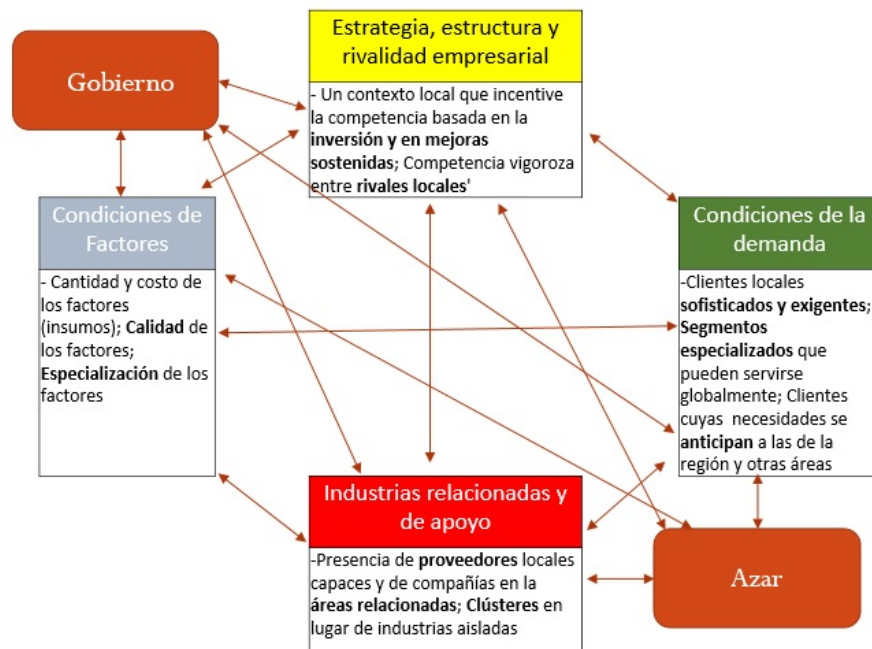 Gobierno
Estrategia, estructura y
rivalidad empresarial
- Un contexto local que incentive
la competencia basada en la
inversión y en mejoras
sostenidas; Competencia vigoroza
entre rivales locales'
Condiciones de
Factores
- Cantidad y costo de
los factores
(insumos); Calidad de
los factores;
Especialización de los
factores
Condiciones de la
demanda
-Clientes locales
sofisticados y exigentes;
Segmentos
especializados que
pueden servirse
globalmente; Clientes
cuyas necesidades se
anticipan a las de la
región y otras áreas
Industrias relacionadas y
de apoyo
-Presencia de proveedores locales
capaces y de compañías en la
áreas relacionadas; Clústeres en
lugar de industrias aisladas
Azar